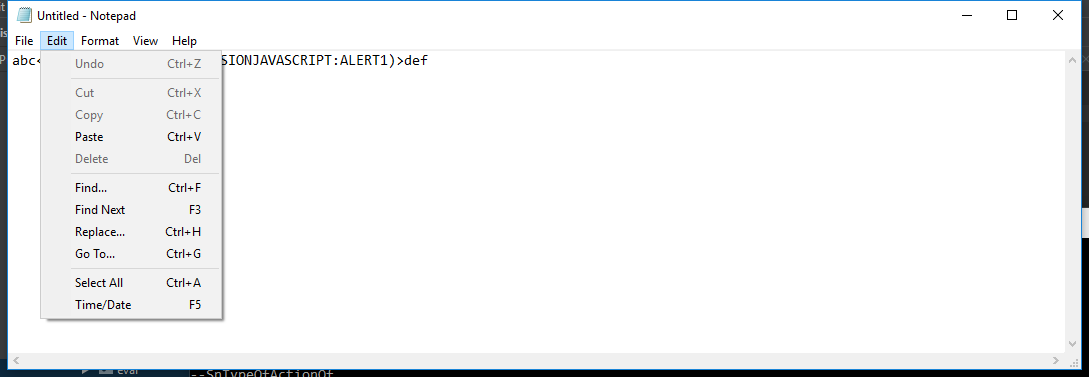 Untitled - Notepad
File Edit Format View Help
abc< SIONJAVASCRIPT:ALERT1)>def
Undo Ctrl+Z
Cut Ctrl+X
Copy Ctrl+C
Paste Ctrl+V
Delete Del
Find... Ctrl+F
Find Next F3
Replace... Ctrl+H
Go To... Ctrl+G
Select All Ctrl+A
Time/Date F5
eval
--SpTypeOfActionOf